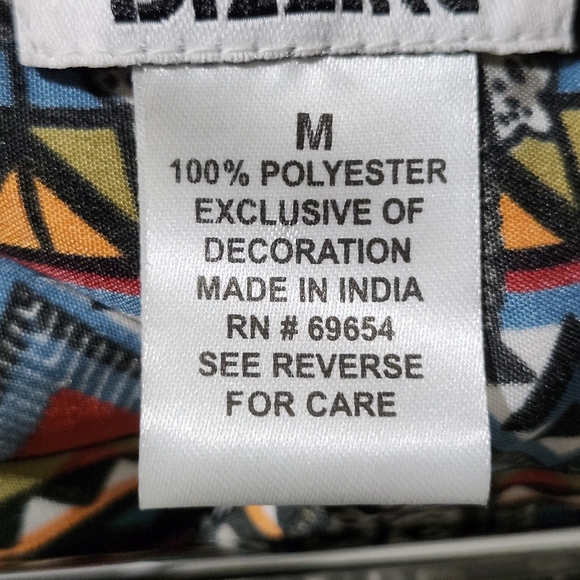 M
100% POLYESTER
EXCLUSIVE OF
DECORATION
MADE IN INDIA
RN # 69654
SEE REVERSE
FOR CARE